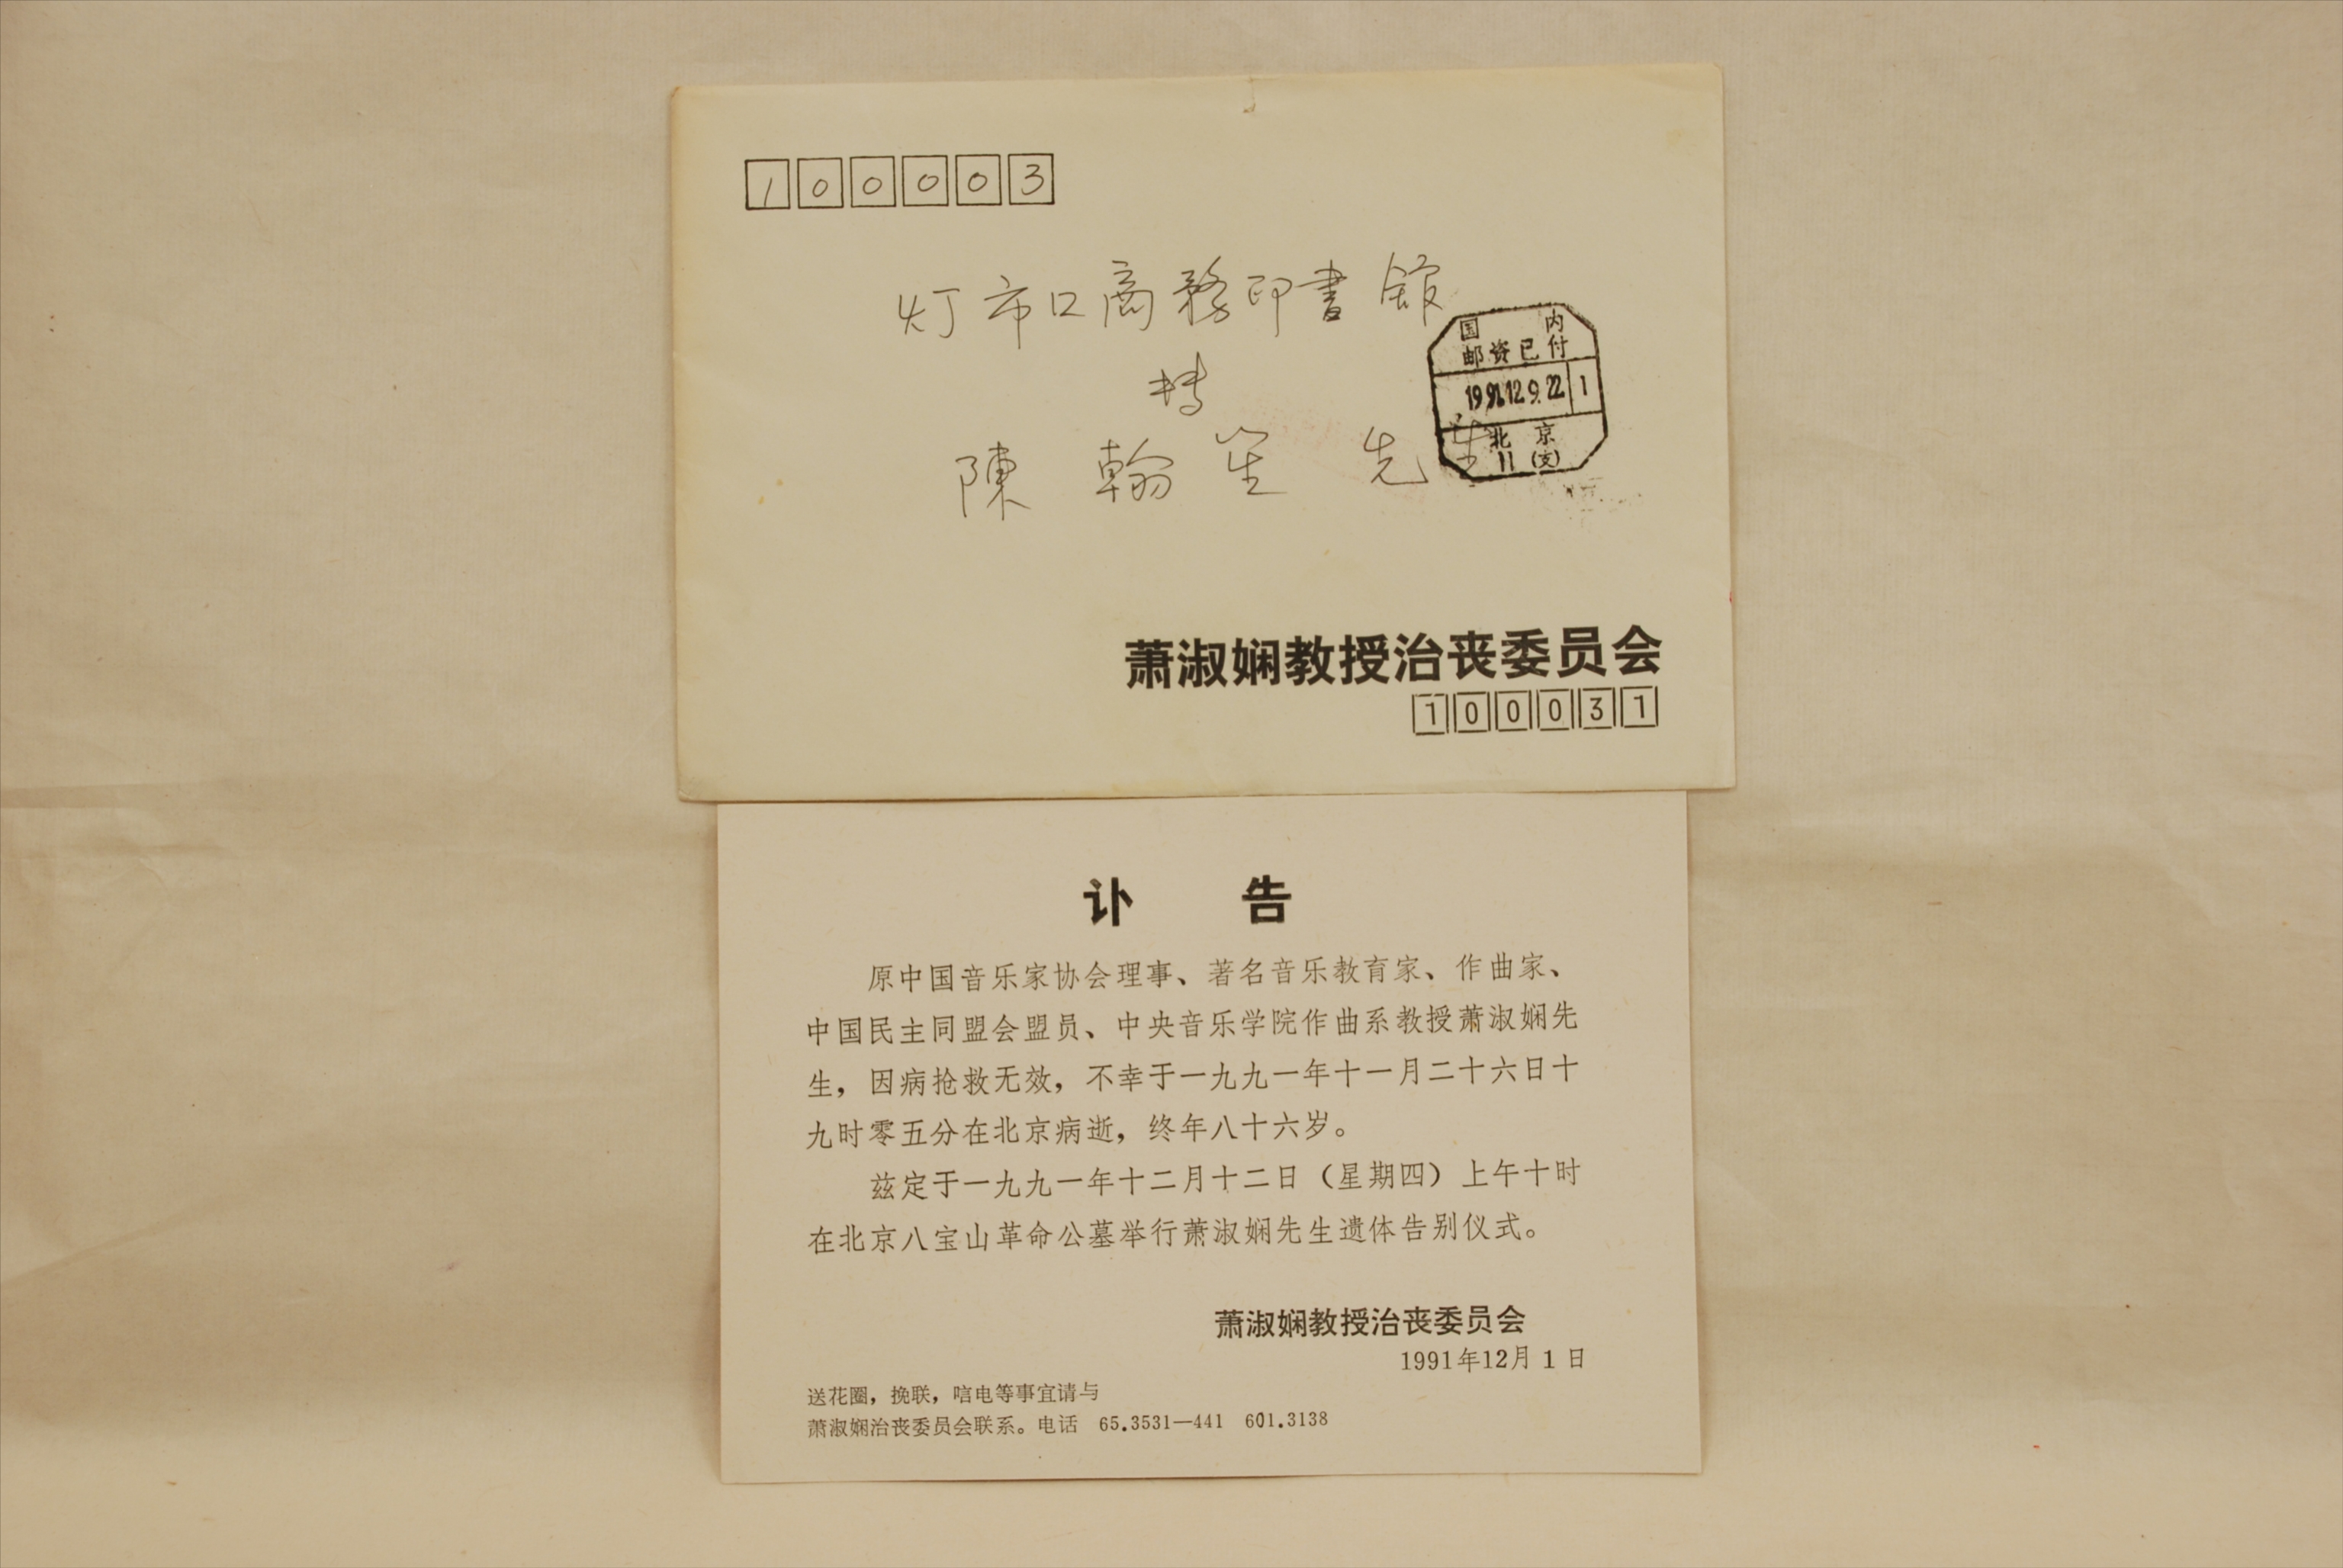 100003
灯市口商務印書館
转
陳翰笙先生
国内
邮资已付
1991.12.9.22 1
北京
11(支)
萧淑娴教授治丧委员会
100031
讣告
原中国音乐家协会理事、著名音乐教育家、作曲家、
中国民主同盟会盟员、中央音乐学院作曲系教授萧淑娴先
生，因病抢救无效，不幸于一九九一年十一月二十六日十
九时零五分在北京病逝，终年八十六岁。
兹定于一九九一年十二月十二日（星期四）上午十时
在北京八宝山革命公墓举行萧淑娴先生遗体告别仪式。
萧淑娴教授治丧委员会
1991年12月1日
送花圈，挽联，唁电等事宜请与
萧淑娴治丧委员会联系。电话 65.3531—441 601.3138